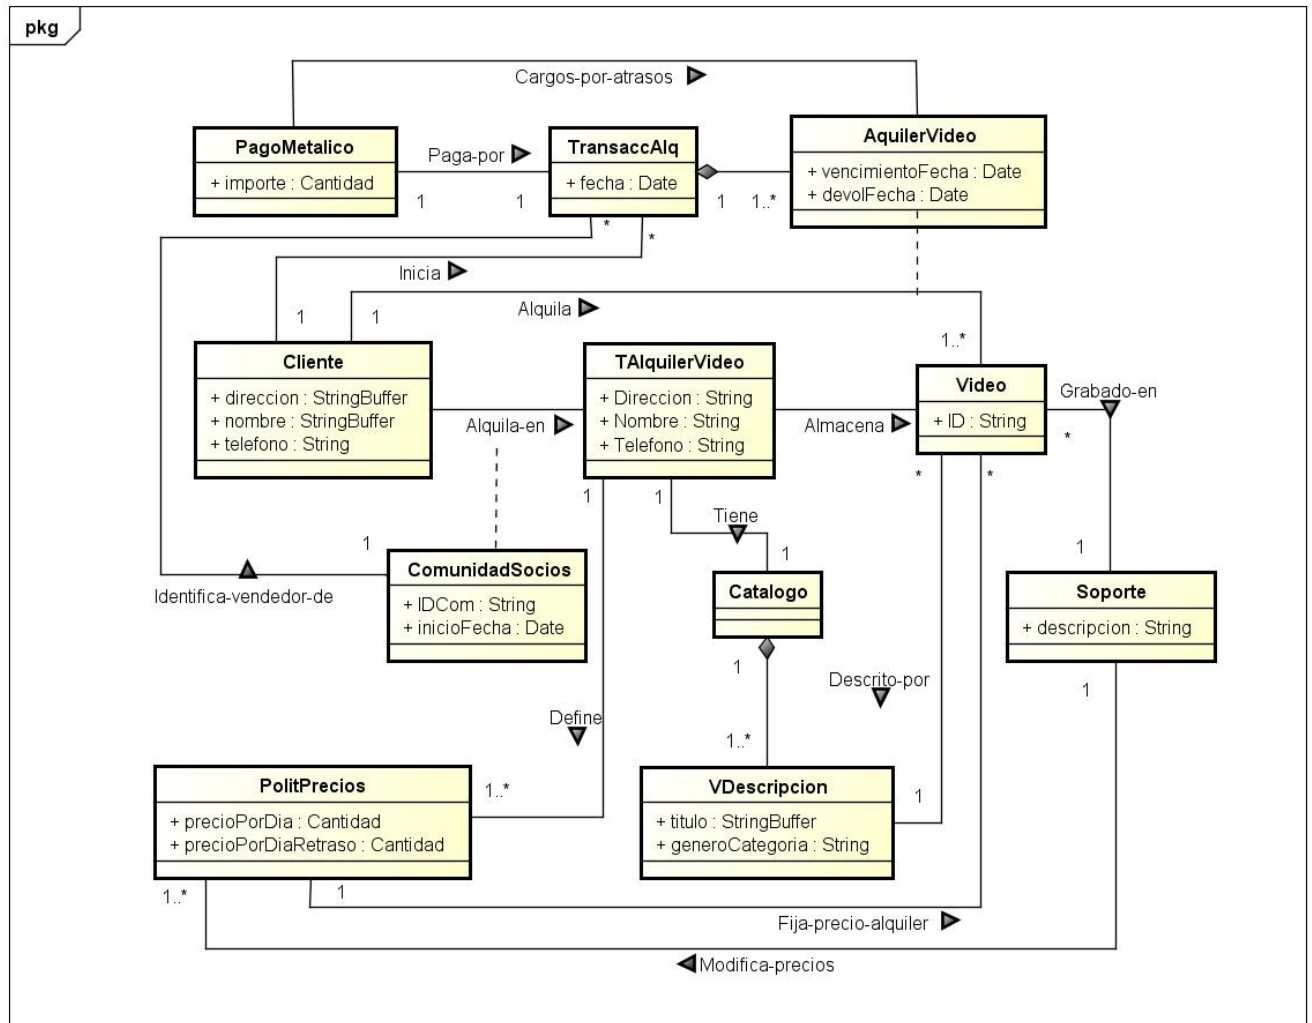 pkg
Cargos-por-atrasos
PagoMetalico
+ importe : Cantidad
Paga-por
1
1
TransaccAlq
+ fecha : Date
1
1..*
AquilerVideo
+ vencimientoFecha : Date
+ devolFecha : Date
*
*
Inicia
1
1
Alquila
1..*
Cliente
+ direccion : StringBuffer
+ nombre : StringBuffer
+ telefono : String
Alquila-en
TAlquilerVideo
+ Direccion : String
+ Nombre : String
+ Telefono : String
Almacena
Video
+ ID : String
Grabado-en
*
*
*
1
1
Tiene
1
1
1
Identifica-vendedor-de
ComunidadSocios
+ IDCom : String
+ inicioFecha : Date
Catalogo
Soporte
+ descripcion : String
1
1
Descrito-por
Define
1..*
PolitPrecios
+ precioPorDia : Cantidad
+ precioPorDiaRetraso : Cantidad
1..*
VDescripcion
+ titulo : StringBuffer
+ generoCategoria : String
1
1..*
1
Fija-precio-alquiler
Modifica-precios